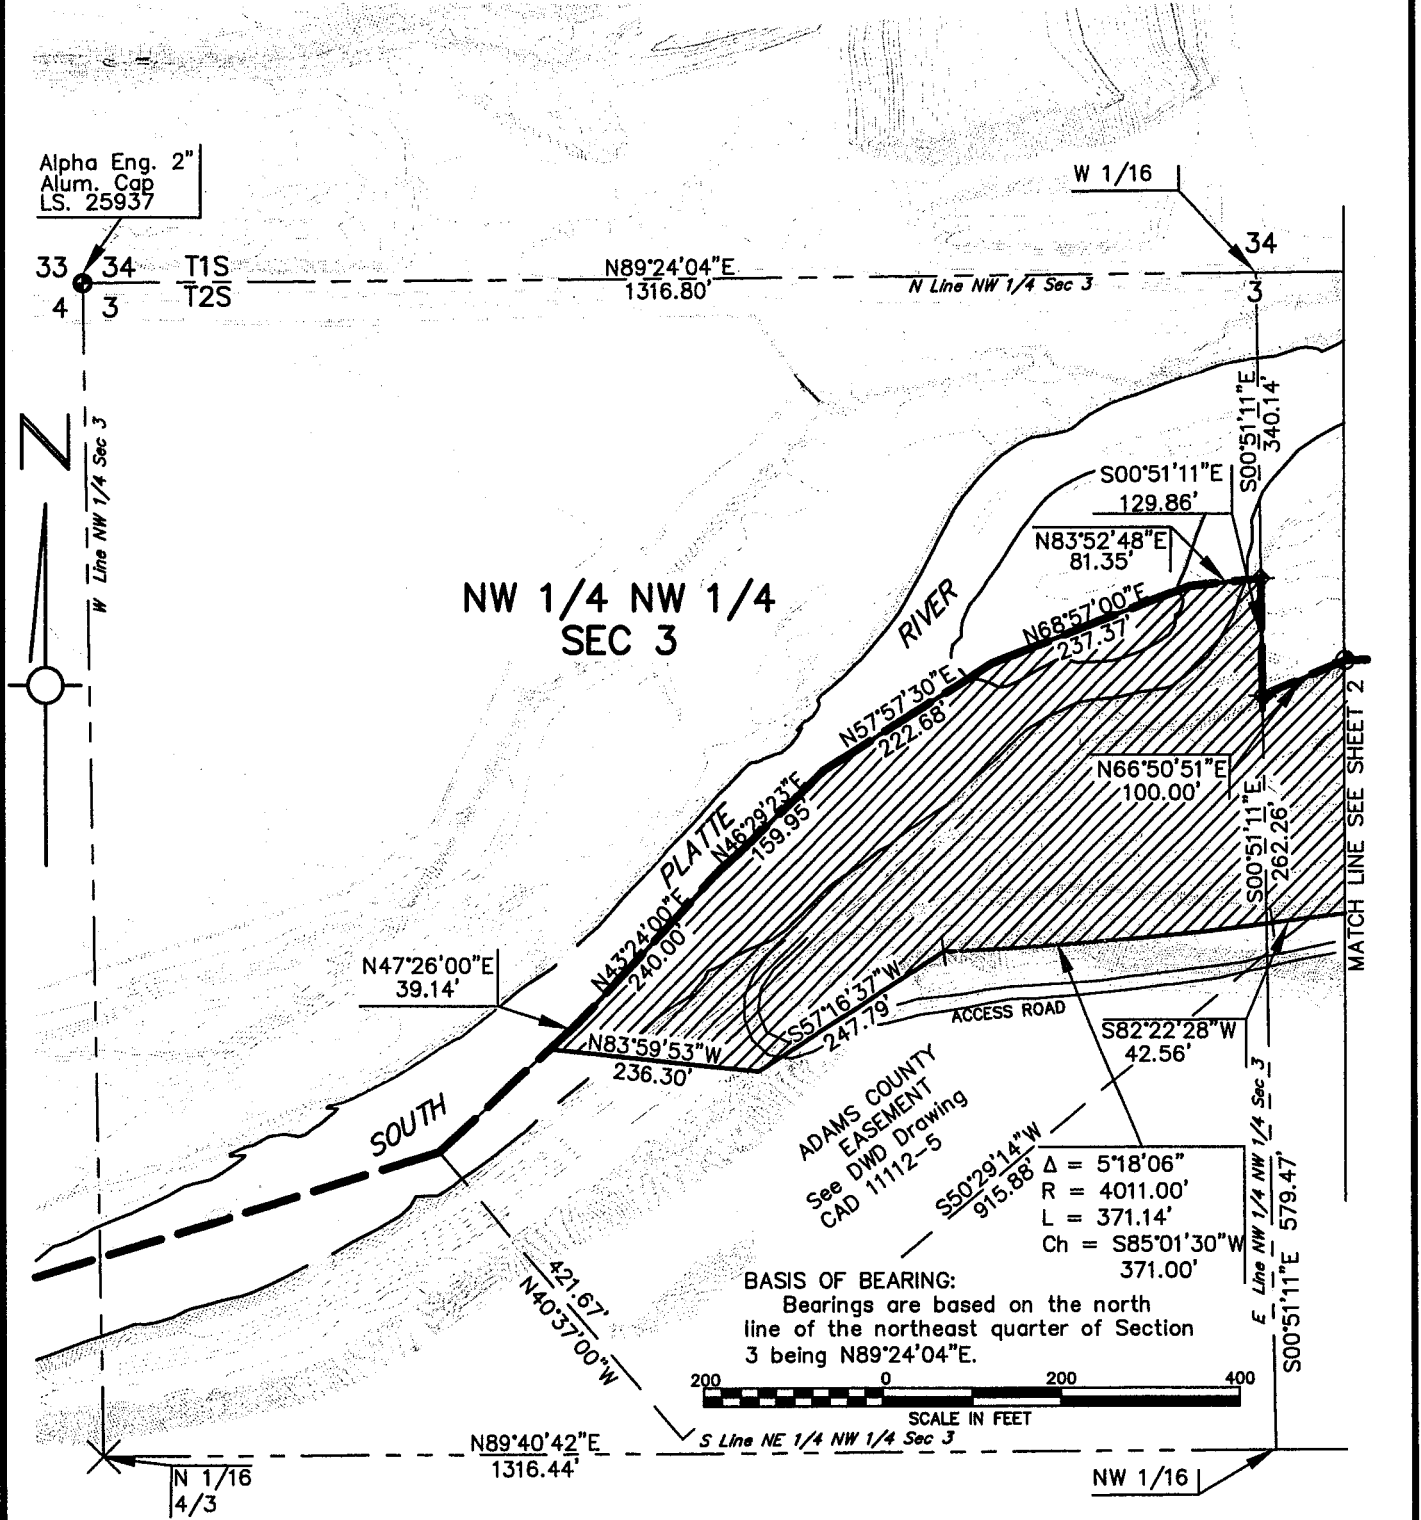 Alpha Eng. 2"
Alum. Cap
LS. 25937
W 1/16
33 34
T1S
N89°24'04"E
34
4 3
T2S
1316.80'
N Line NW 1/4 Sec 3
3
N
W Line NW 1/4 Sec 3
S00°51'11"E
340.14'
S00°51'11"E
129.86'
N83°52'48"E
81.35'
NW 1/4 NW 1/4
SEC 3
RIVER
N68°57'00"E
237.37'
N57°57'30"E
222.68'
N66°50'51"E
100.00'
S00°51'11"E
262.26'
MATCH LINE SEE SHEET 2
PLATTE
N46°29'23"E
159.95'
N43°24'00"E
240.00'
N47°26'00"E
39.14'
N83°59'53"W
236.30'
S57°16'37"W
247.79'
ACCESS ROAD
S82°22'28"W
42.56'
SOUTH
ADAMS COUNTY
EASEMENT
See DWD Drawing
CAD 11112-5
S50°29'14"W
915.88'
Δ = 5°18'06"
R = 4011.00'
L = 371.14'
Ch = S85°01'30"W
371.00'
E Line NW 1/4 NW 1/4 Sec 3
S00°51'11"E 579.47'
421.67'
N40°37'00"W
BASIS OF BEARING:
Bearings are based on the north
line of the northeast quarter of Section
3 being N89°24'04"E.
200 0 200 400
SCALE IN FEET
N89°40'42"E
1316.44'
S Line NE 1/4 NW 1/4 Sec 3
N 1/16
4/3
NW 1/16